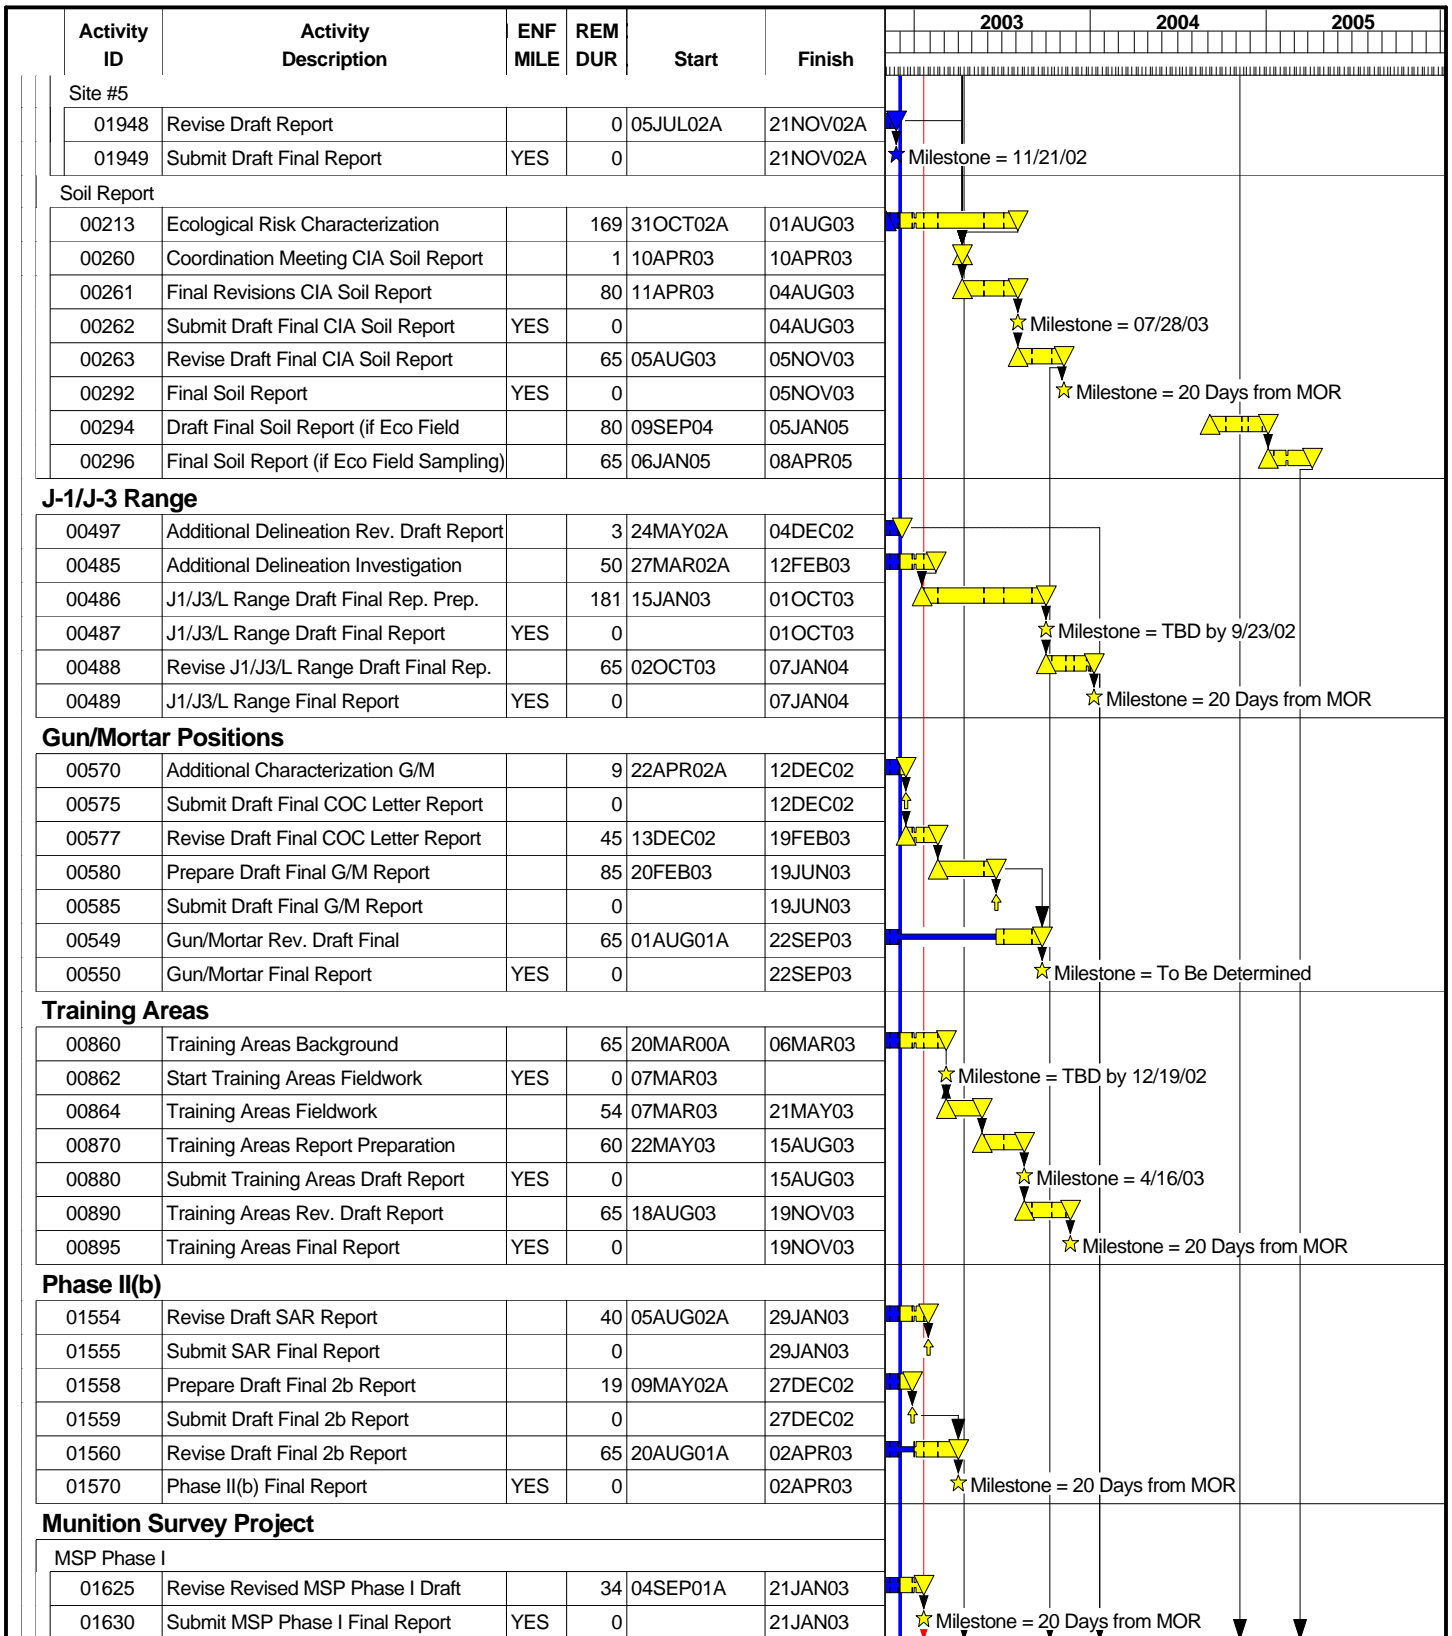 Activity ID Activity Description ENF MILE REM DUR Start Finish 2003 2004 2005
Site #5
01948 Revise Draft Report 0 05JUL02A 21NOV02A
01949 Submit Draft Final Report YES 0 21NOV02A Milestone = 11/21/02
Soil Report
00213 Ecological Risk Characterization 169 31OCT02A 01AUG03
00260 Coordination Meeting CIA Soil Report 1 10APR03 10APR03
00261 Final Revisions CIA Soil Report 80 11APR03 04AUG03
00262 Submit Draft Final CIA Soil Report YES 0 04AUG03 Milestone = 07/28/03
00263 Revise Draft Final CIA Soil Report 65 05AUG03 05NOV03
00292 Final Soil Report YES 0 05NOV03 Milestone = 20 Days from MOR
00294 Draft Final Soil Report (if Eco Field 80 09SEP04 05JAN05
00296 Final Soil Report (if Eco Field Sampling) 65 06JAN05 08APR05
J-1/J-3 Range
00497 Additional Delineation Rev. Draft Report 3 24MAY02A 04DEC02
00485 Additional Delineation Investigation 50 27MAR02A 12FEB03
00486 J1/J3/L Range Draft Final Rep. Prep. 181 15JAN03 01OCT03
00487 J1/J3/L Range Draft Final Report YES 0 01OCT03 Milestone = TBD by 9/23/02
00488 Revise J1/J3/L Range Draft Final Rep. 65 02OCT03 07JAN04
00489 J1/J3/L Range Final Report YES 0 07JAN04 Milestone = 20 Days from MOR
Gun/Mortar Positions
00570 Additional Characterization G/M 9 22APR02A 12DEC02
00575 Submit Draft Final COC Letter Report 0 12DEC02
00577 Revise Draft Final COC Letter Report 45 13DEC02 19FEB03
00580 Prepare Draft Final G/M Report 85 20FEB03 19JUN03
00585 Submit Draft Final G/M Report 0 19JUN03
00549 Gun/Mortar Rev. Draft Final 65 01AUG01A 22SEP03
00550 Gun/Mortar Final Report YES 0 22SEP03 Milestone = To Be Determined
Training Areas
00860 Training Areas Background 65 20MAR00A 06MAR03
00862 Start Training Areas Fieldwork YES 0 07MAR03 Milestone = TBD by 12/19/02
00864 Training Areas Fieldwork 54 07MAR03 21MAY03
00870 Training Areas Report Preparation 60 22MAY03 15AUG03
00880 Submit Training Areas Draft Report YES 0 15AUG03 Milestone = 4/16/03
00890 Training Areas Rev. Draft Report 65 18AUG03 19NOV03
00895 Training Areas Final Report YES 0 19NOV03 Milestone = 20 Days from MOR
Phase II(b)
01554 Revise Draft SAR Report 40 05AUG02A 29JAN03
01555 Submit SAR Final Report 0 29JAN03
01558 Prepare Draft Final 2b Report 19 09MAY02A 27DEC02
01559 Submit Draft Final 2b Report 0 27DEC02
01560 Revise Draft Final 2b Report 65 20AUG01A 02APR03
01570 Phase II(b) Final Report YES 0 02APR03 Milestone = 20 Days from MOR
Munition Survey Project
MSP Phase I
01625 Revise Revised MSP Phase I Draft 34 04SEP01A 21JAN03
01630 Submit MSP Phase I Final Report YES 0 21JAN03 Milestone = 20 Days from MOR